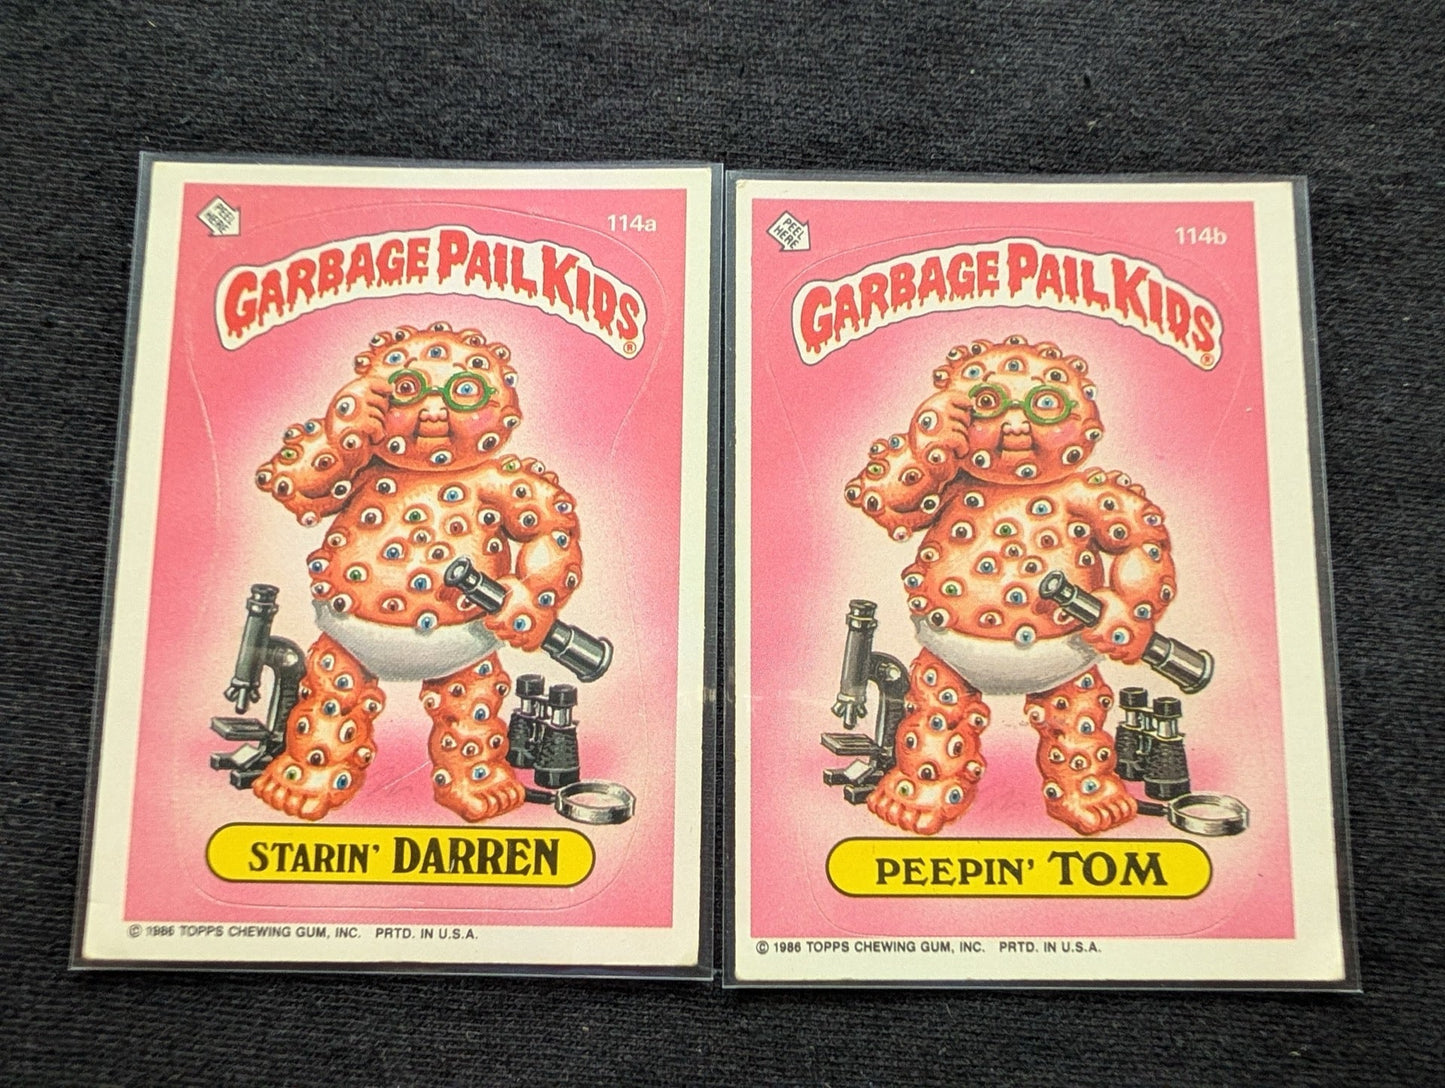 PEEL
HERE
114a
GARBAGE PAIL KIDS
®
STARIN' DARREN
© 1986 TOPPS CHEWING GUM, INC. PRTD. IN U.S.A.
PEEL
HERE
114b
GARBAGE PAIL KIDS
®
PEEPIN' TOM
© 1986 TOPPS CHEWING GUM, INC. PRTD. IN U.S.A.